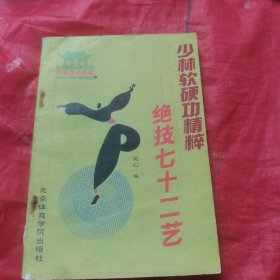 少林软硬功精粹
绝技七十二艺
编
北京体育学院出版社